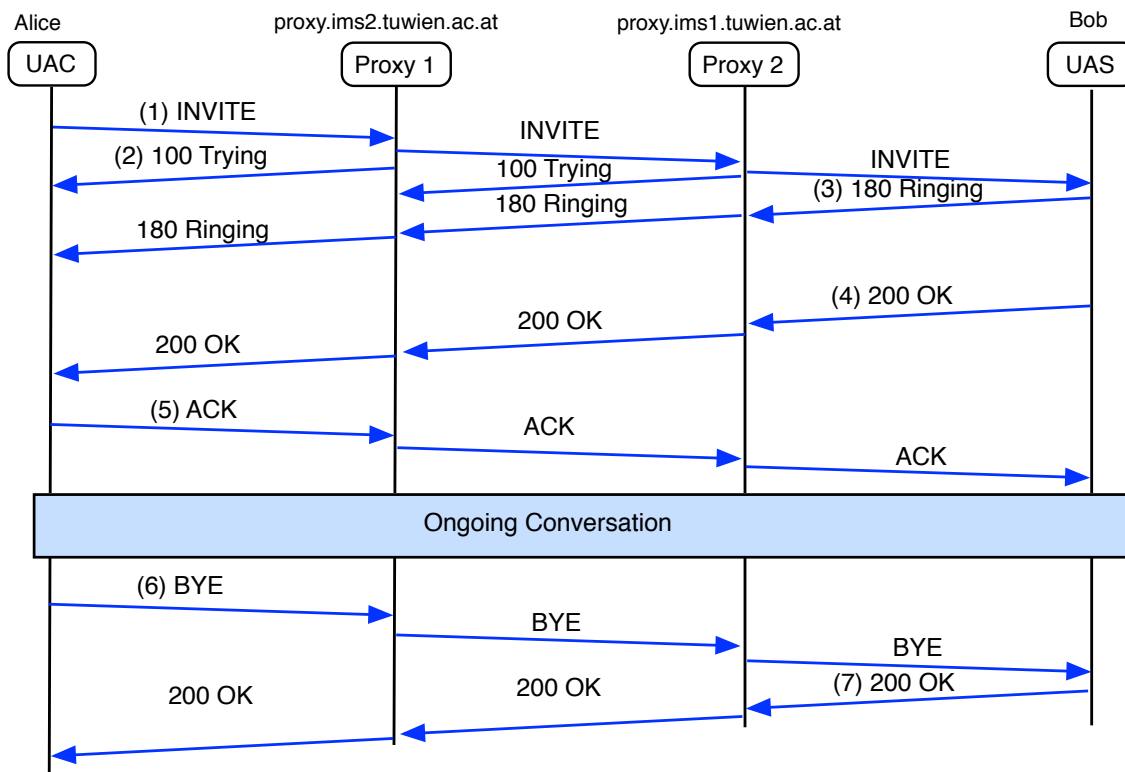 Alice
proxy.ims2.tuwien.ac.at
proxy.ims1.tuwien.ac.at
Bob
UAC
Proxy 1
Proxy 2
UAS
(1) INVITE
INVITE
(2) 100 Trying
100 Trying
INVITE
(3) 180 Ringing
180 Ringing
180 Ringing
(4) 200 OK
200 OK
200 OK
(5) ACK
ACK
ACK
Ongoing Conversation
(6) BYE
BYE
BYE
(7) 200 OK
200 OK
200 OK